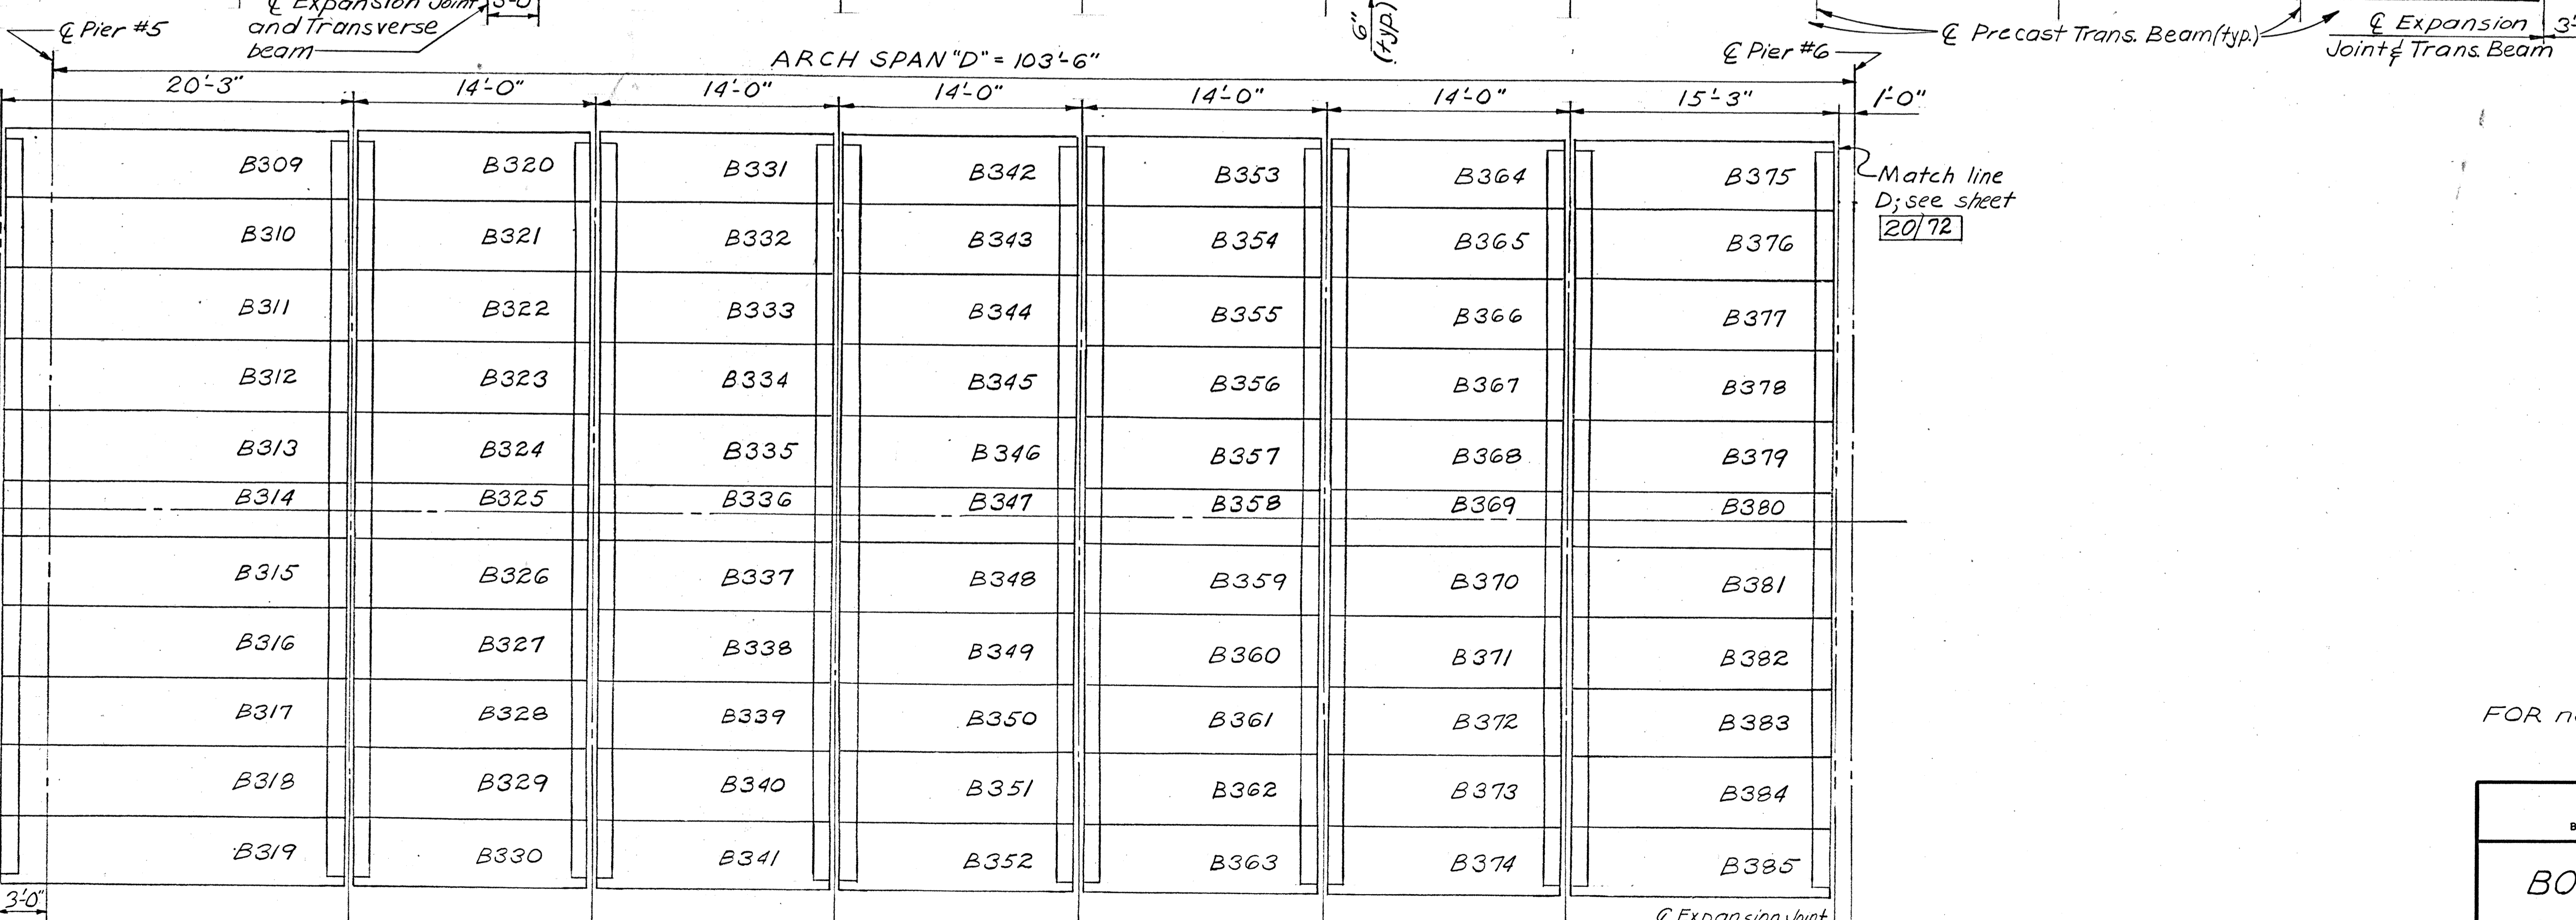 ℄ Expansion Joint 3'-0"
and Transverse
beam
℄ Pier #5
6"
(typ.)
℄ Precast Trans. Beam (typ.)
℄ Expansion
Joint & Trans. Beam
ARCH SPAN "D" = 103'-6"
℄ Pier #6
20'-3" 14'-0" 14'-0" 14'-0" 14'-0" 14'-0" 15'-3" 1'-0"
B309 B320 B331 B342 B353 B364 B375
Match line
D; see sheet
20/72
B310 B321 B332 B343 B354 B365 B376
B311 B322 B333 B344 B355 B366 B377
B312 B323 B334 B345 B356 B367 B378
B313 B324 B335 B346 B357 B368 B379
B314 B325 B336 B347 B358 B369 B380
B315 B326 B337 B348 B359 B370 B381
B316 B327 B338 B349 B360 B371 B382
B317 B328 B339 B350 B361 B372 B383
FOR
B318 B329 B340 B351 B362 B373 B384
B319 B330 B341 B352 B363 B374 B385
BO
3'-0"
℄ Expansion Joint